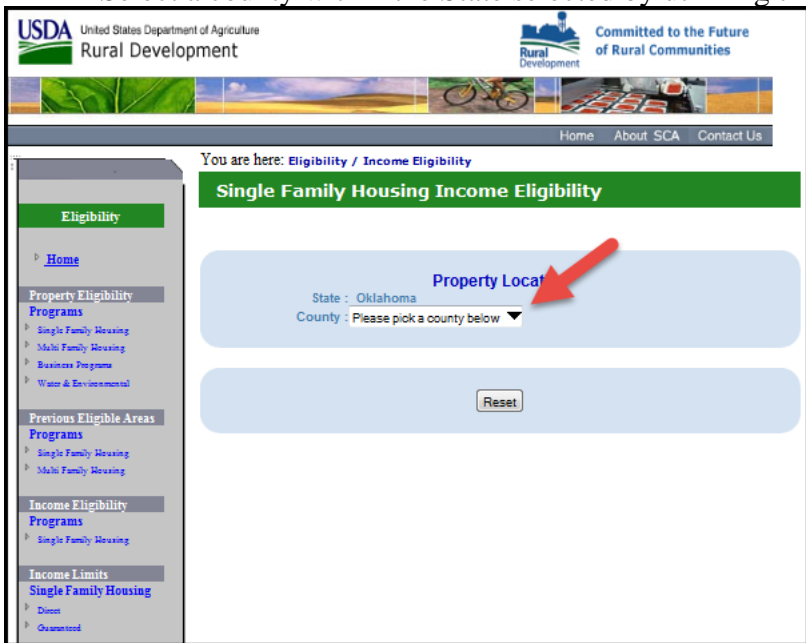 USDA United States Department of Agriculture
Rural Development
Rural
Development
Committed to the Future
of Rural Communities
Home About SCA Contact Us
You are here: Eligibility / Income Eligibility
Single Family Housing Income Eligibility
Eligibility
Home
Property Eligibility
Programs
Single Family Housing
Multi Family Housing
Business Programs
Water & Environmental
Previous Eligible Areas
Programs
Single Family Housing
Multi Family Housing
Income Eligibility
Programs
Single Family Housing
Income Limits
Single Family Housing
Direct
Guaranteed
Property Locat
State : Oklahoma
County : Please pick a county below
Reset